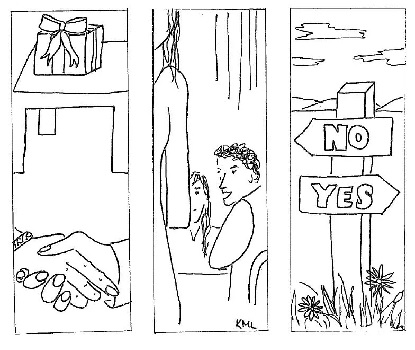 NO
YES
KML